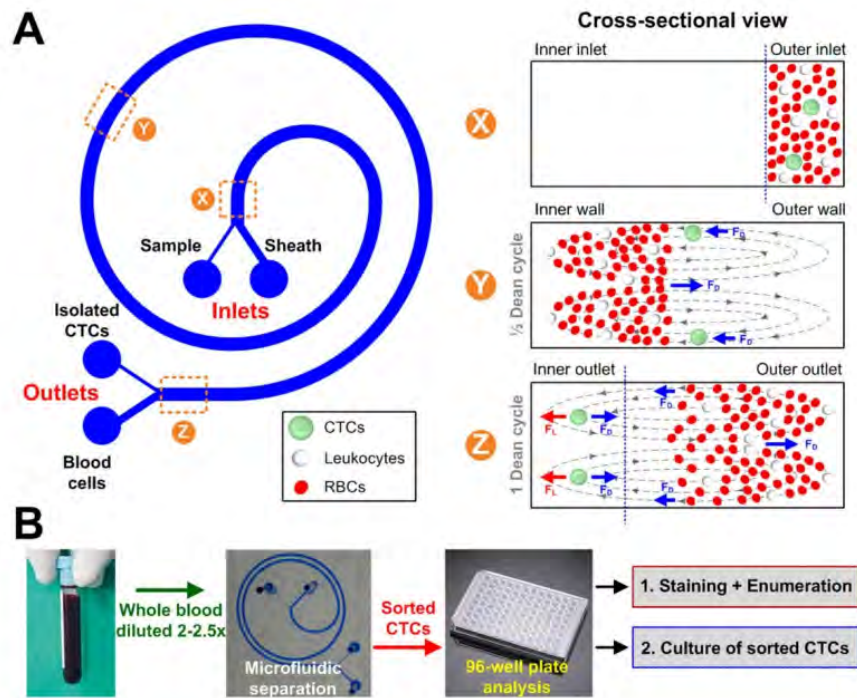 A
Y
X
Sample
Sheath
Inlets
Isolated
CTCs
Outlets
Z
Blood
cells
CTCs
Leukocytes
RBCs
Cross-sectional view
Inner inlet
Outer inlet
X
Inner wall
Outer wall
Y
½ Dean cycle
F_D
F_D
F_D
Inner outlet
Outer outlet
Z
1 Dean cycle
F_D
F_L
F_D
F_D
F_L
F_D
F_D
B
Whole blood
diluted 2-2.5x
Microfluidic
separation
Sorted
CTCs
96-well plate
analysis
1. Staining + Enumeration
2. Culture of sorted CTCs